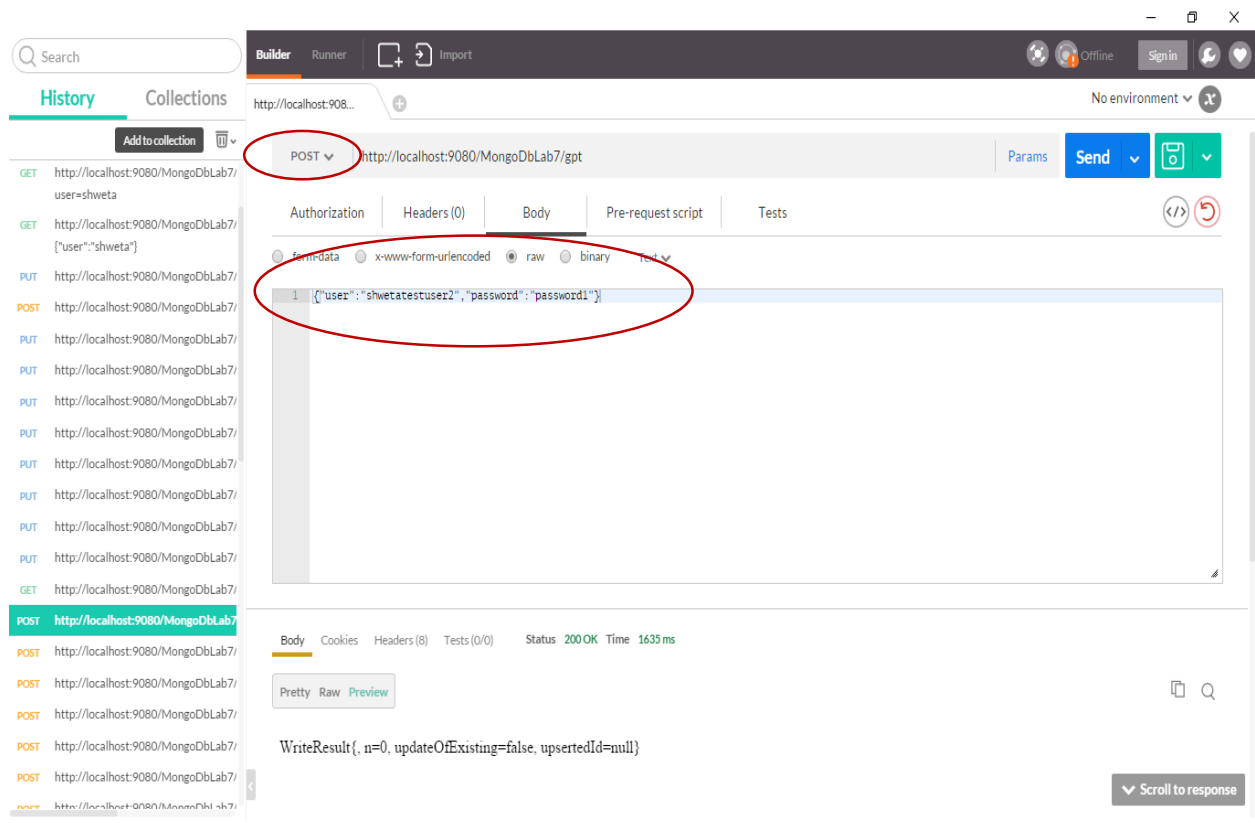 Search
Builder Runner Import Offline Sign in
History Collections
http://localhost:908...
No environment
Add to collection
POST http://localhost:9080/MongoDbLab7/gpt Params Send
GET http://localhost:9080/MongoDbLab7/
user=shweta
Authorization Headers (0) Body Pre-request script Tests
GET http://localhost:9080/MongoDbLab7/
{"user":"shweta"}
form-data x-www-form-urlencoded raw binary Text
PUT http://localhost:9080/MongoDbLab7/
1 {"user":"shwetatestuser2","password":"password1"}
POST http://localhost:9080/MongoDbLab7/
PUT http://localhost:9080/MongoDbLab7/
PUT http://localhost:9080/MongoDbLab7/
PUT http://localhost:9080/MongoDbLab7/
PUT http://localhost:9080/MongoDbLab7/
PUT http://localhost:9080/MongoDbLab7/
PUT http://localhost:9080/MongoDbLab7/
PUT http://localhost:9080/MongoDbLab7/
PUT http://localhost:9080/MongoDbLab7/
GET http://localhost:9080/MongoDbLab7/
POST http://localhost:9080/MongoDbLab7
Body Cookies Headers (8) Tests (0/0) Status 200 OK Time 1635 ms
POST http://localhost:9080/MongoDbLab7/
POST http://localhost:9080/MongoDbLab7/
Pretty Raw Preview
POST http://localhost:9080/MongoDbLab7/
POST http://localhost:9080/MongoDbLab7/
WriteResult{, n=0, updateOfExisting=false, upsertedId=null}
POST http://localhost:9080/MongoDbLab7/
Scroll to response
POST http://localhost:9080/MongoDbLab7/